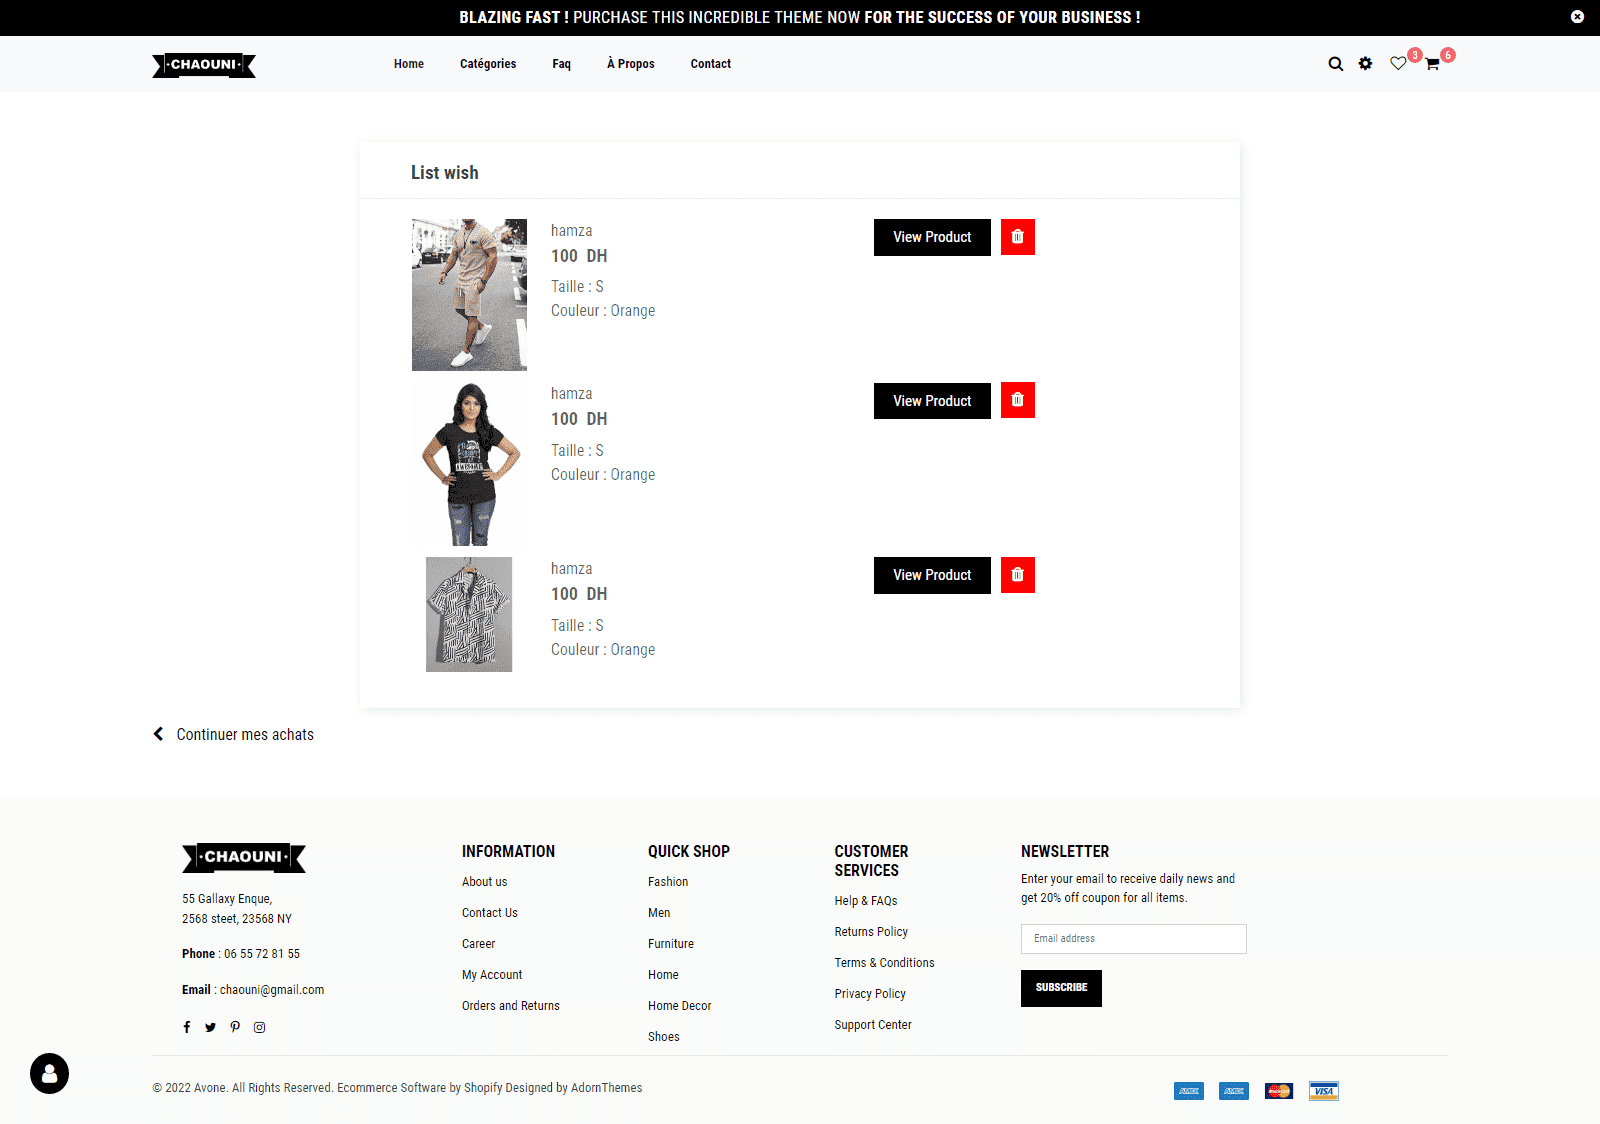 BLAZING FAST ! PURCHASE THIS INCREDIBLE THEME NOW FOR THE SUCCESS OF YOUR BUSINESS !
·CHAOUNI·
Home
Catégories
Faq
À Propos
Contact
3
6
List wish
hamza
100 DH
Taille : S
Couleur : Orange
View Product
hamza
100 DH
Taille : S
Couleur : Orange
View Product
hamza
100 DH
Taille : S
Couleur : Orange
View Product
Continuer mes achats
·CHAOUNI·
55 Gallaxy Enque,
2568 steet, 23568 NY
Phone : 06 55 72 81 55
Email : chaouni@gmail.com
INFORMATION
About us
Contact Us
Career
My Account
Orders and Returns
QUICK SHOP
Fashion
Men
Furniture
Home
Home Decor
Shoes
CUSTOMER
SERVICES
Help & FAQs
Returns Policy
Terms & Conditions
Privacy Policy
Support Center
NEWSLETTER
Enter your email to receive daily news and
get 20% off coupon for all items.
Email address
SUBSCRIBE
© 2022 Avone. All Rights Reserved. Ecommerce Software by Shopify Designed by AdornThemes
AMEX
AMEX
VISA